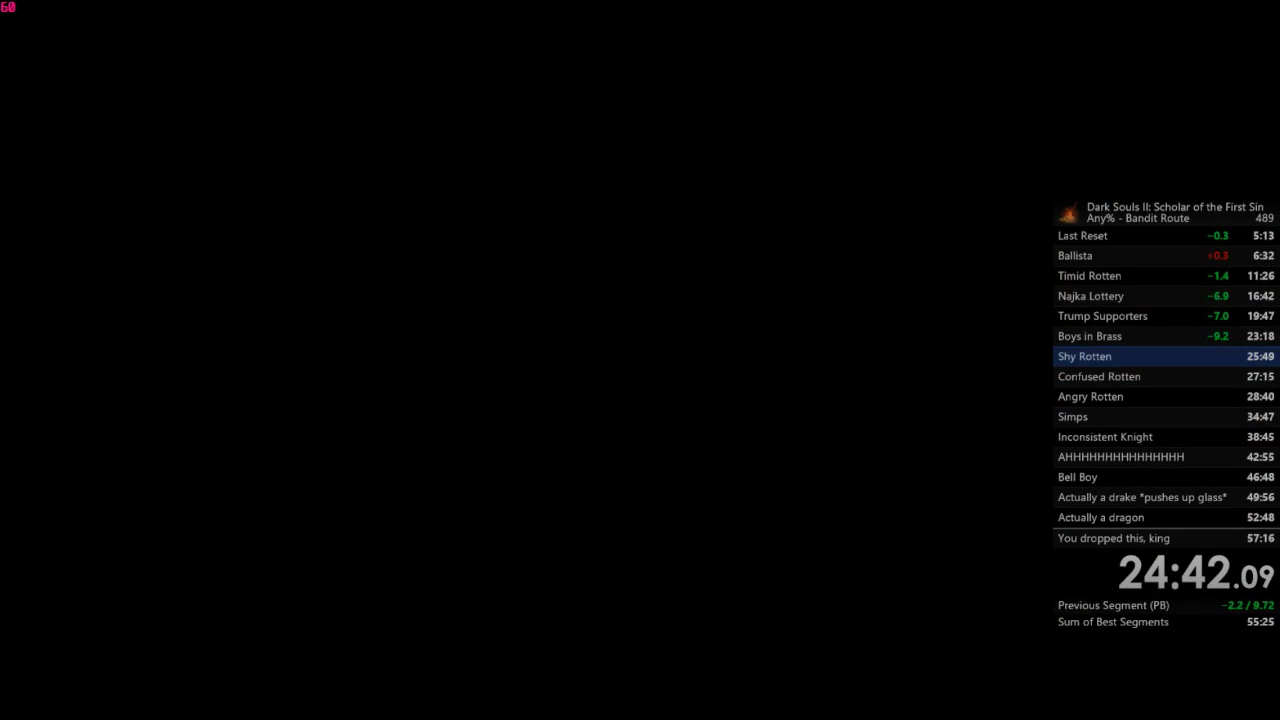 60
Dark Souls II: Scholar of the First Sin
Any% - Bandit Route 489
Last Reset −0.3 5:13
Ballista +0.3 6:32
Timid Rotten −1.4 11:26
Najka Lottery −6.9 16:42
Trump Supporters −7.0 19:47
Boys in Brass −9.2 23:18
Shy Rotten 25:49
Confused Rotten 27:15
Angry Rotten 28:40
Simps 34:47
Inconsistent Knight 38:45
AHHHHHHHHHHHHHHH 42:55
Bell Boy 46:48
Actually a drake *pushes up glass* 49:56
Actually a dragon 52:48
You dropped this, king 57:16
24:42.09
Previous Segment (PB) −2.2 / 9.72
Sum of Best Segments 55:25